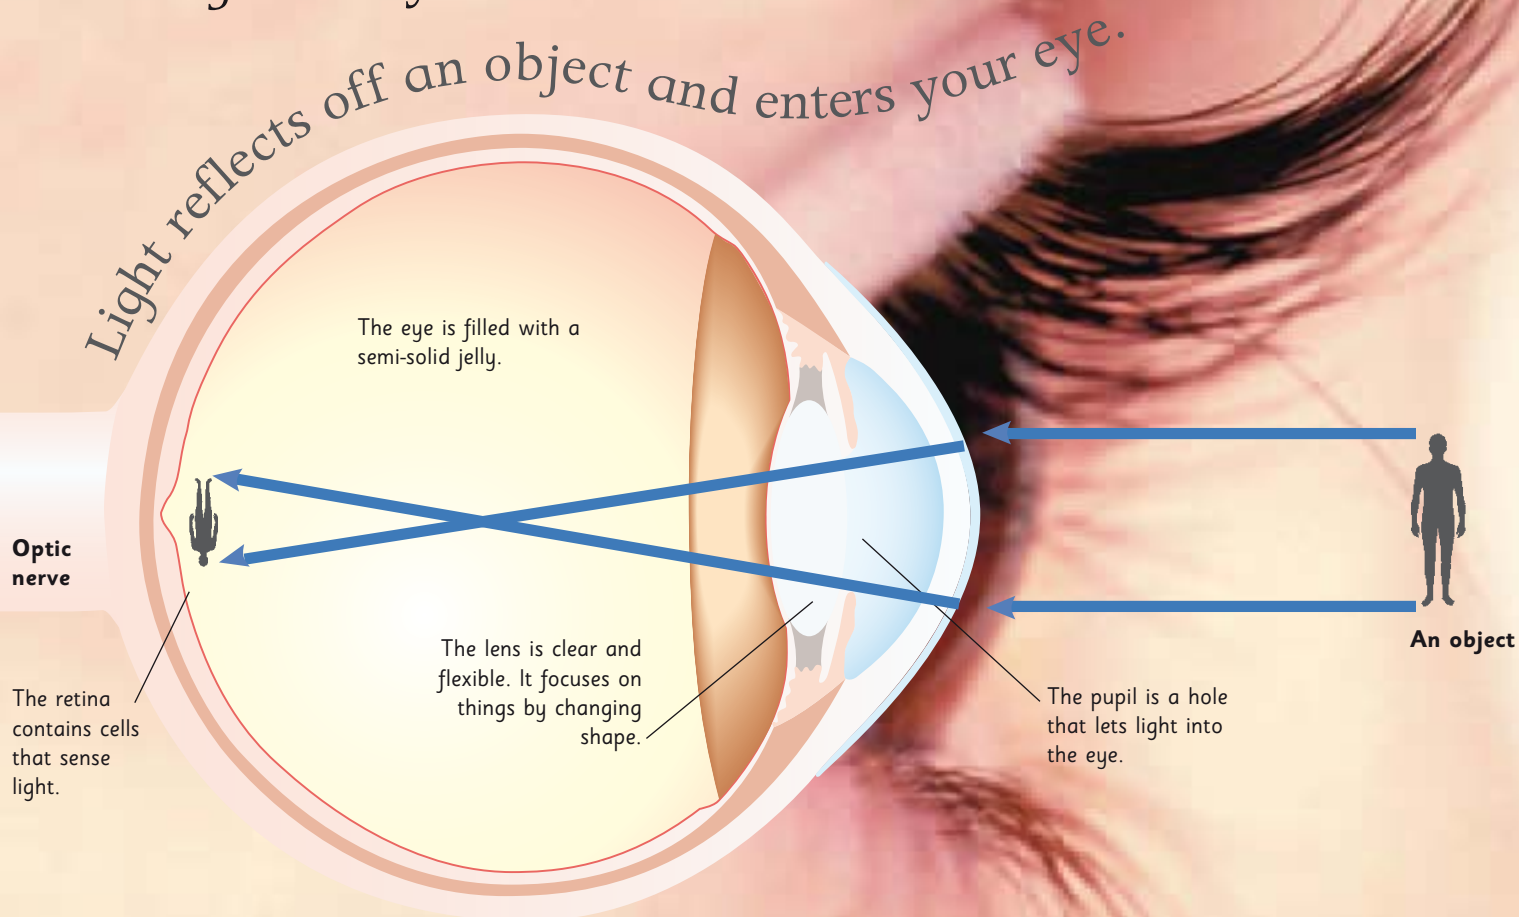 Light reflects off an object and enters your eye.
The eye is filled with a
semi-solid jelly.
Optic
nerve
The retina
contains cells
that sense
light.
The lens is clear and
flexible. It focuses on
things by changing
shape.
The pupil is a hole
that lets light into
the eye.
An object